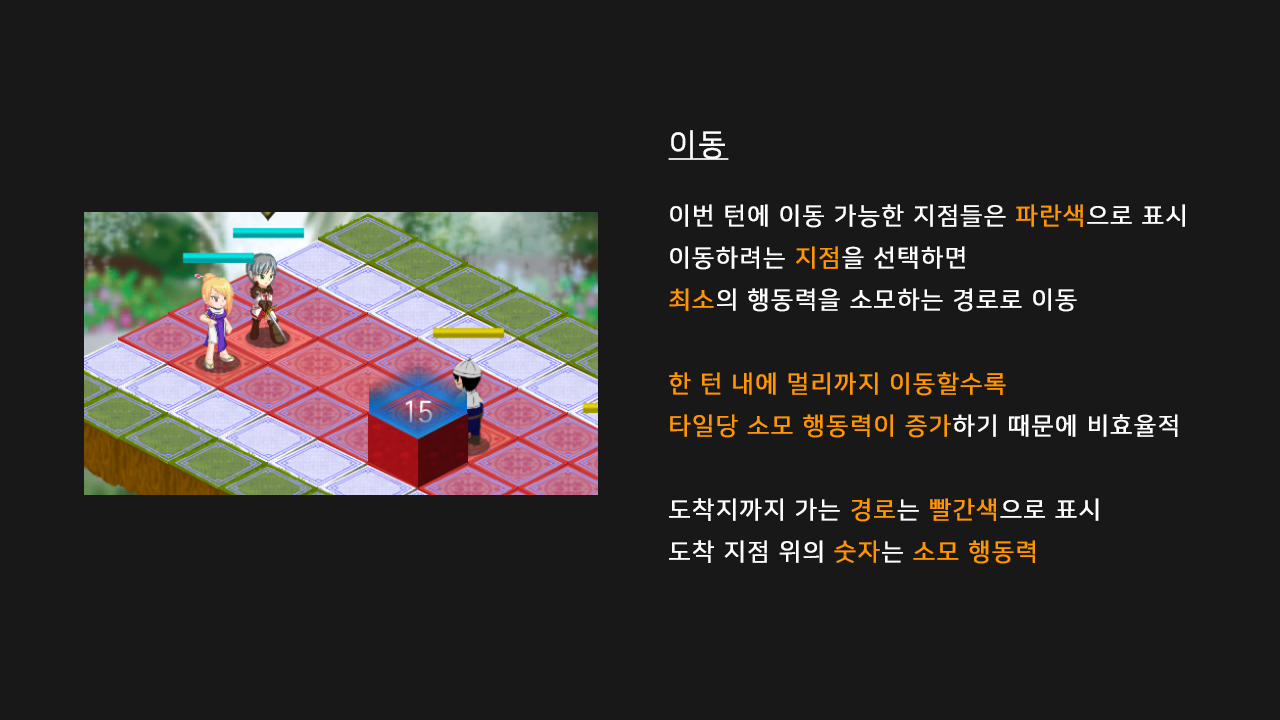 이동
이번 턴에 이동 가능한 지점들은 파란색으로 표시
이동하려는 지점을 선택하면
최소의 행동력을 소모하는 경로로 이동
한 턴 내에 멀리까지 이동할수록
타일당 소모 행동력이 증가하기 때문에 비효율적
도착지까지 가는 경로는 빨간색으로 표시
도착 지점 위의 숫자는 소모 행동력
15